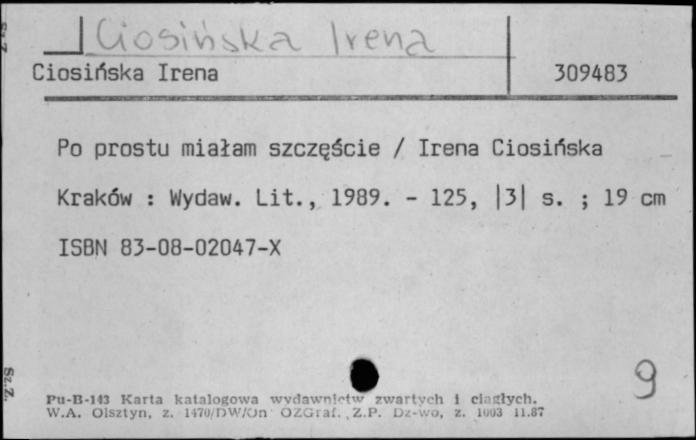 Ciosińska Irena
Ciosińska Irena 309483
Po prostu miałam szczęście / Irena Ciosińska
Kraków : Wydaw. Lit., 1989. - 125, |3| s. ; 19 cm
ISBN 83-08-02047-X
9
Sz.Z.
Pu-B-143 Karta katalogowa wydawnictw zwartych i ciągłych.
W.A. Olsztyn, z. 1470/DW/On OZGraf. Z.P. Dz-wo, z. 1003 11.87